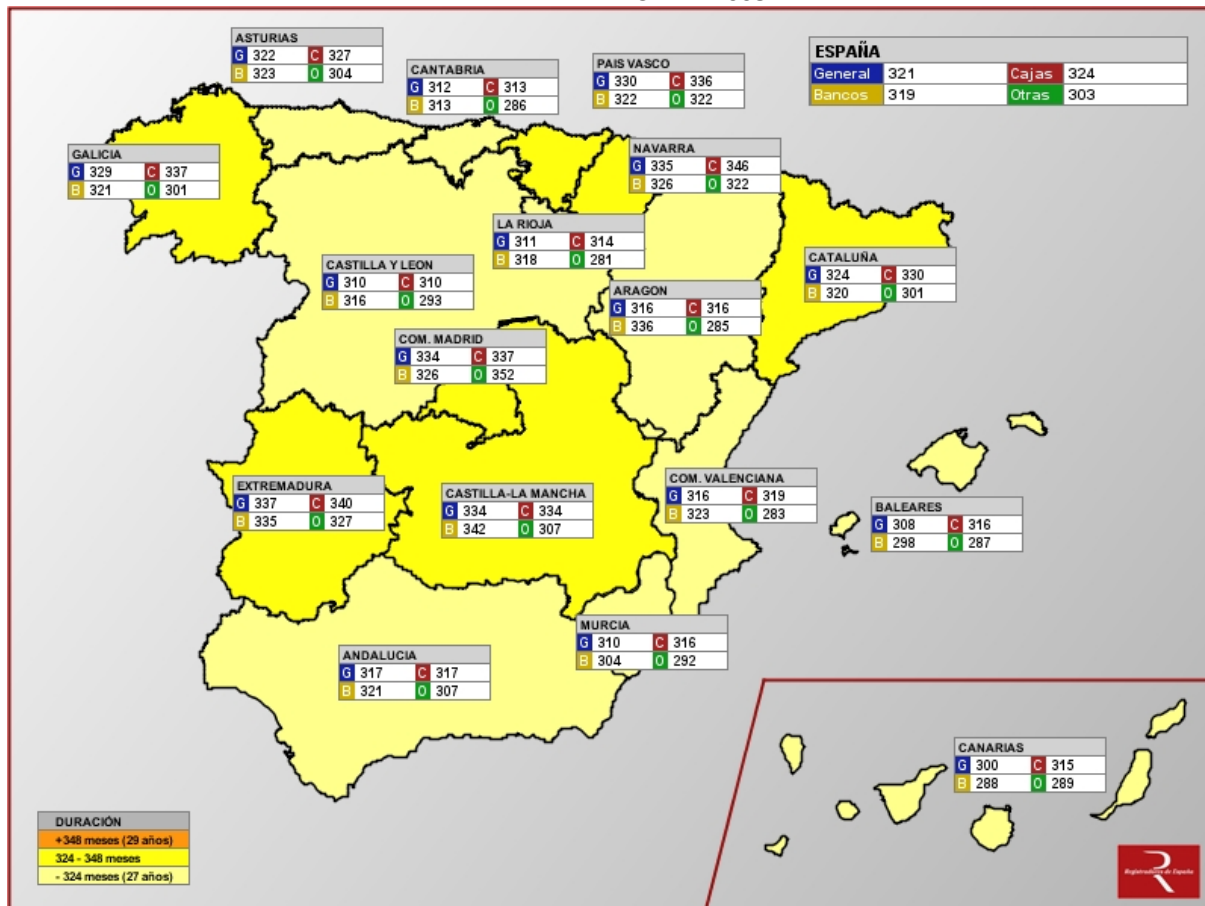 ASTURIAS
G 322 C 327
B 323 O 304
CANTABRIA
G 312 C 313
B 313 O 286
PAIS VASCO
G 330 C 336
B 322 O 322
ESPAÑA
General 321 Cajas 324
Bancos 319 Otras 303
GALICIA
G 329 C 337
B 321 O 301
NAVARRA
G 335 C 346
B 326 O 322
LA RIOJA
G 311 C 314
B 318 O 281
CASTILLA Y LEON
G 310 C 310
B 316 O 293
ARAGON
G 316 C 316
B 336 O 285
CATALUÑA
G 324 C 330
B 320 O 301
COM. MADRID
G 334 C 337
B 326 O 352
EXTREMADURA
G 337 C 340
B 335 O 327
CASTILLA-LA MANCHA
G 334 C 334
B 342 O 307
COM. VALENCIANA
G 316 C 319
B 323 O 283
BALEARES
G 308 C 316
B 298 O 287
MURCIA
G 310 C 316
B 304 O 292
ANDALUCIA
G 317 C 317
B 321 O 307
CANARIAS
G 300 C 315
B 288 O 289
DURACIÓN
+348 meses (29 años)
324 - 348 meses
- 324 meses (27 años)
R
Registradores de España